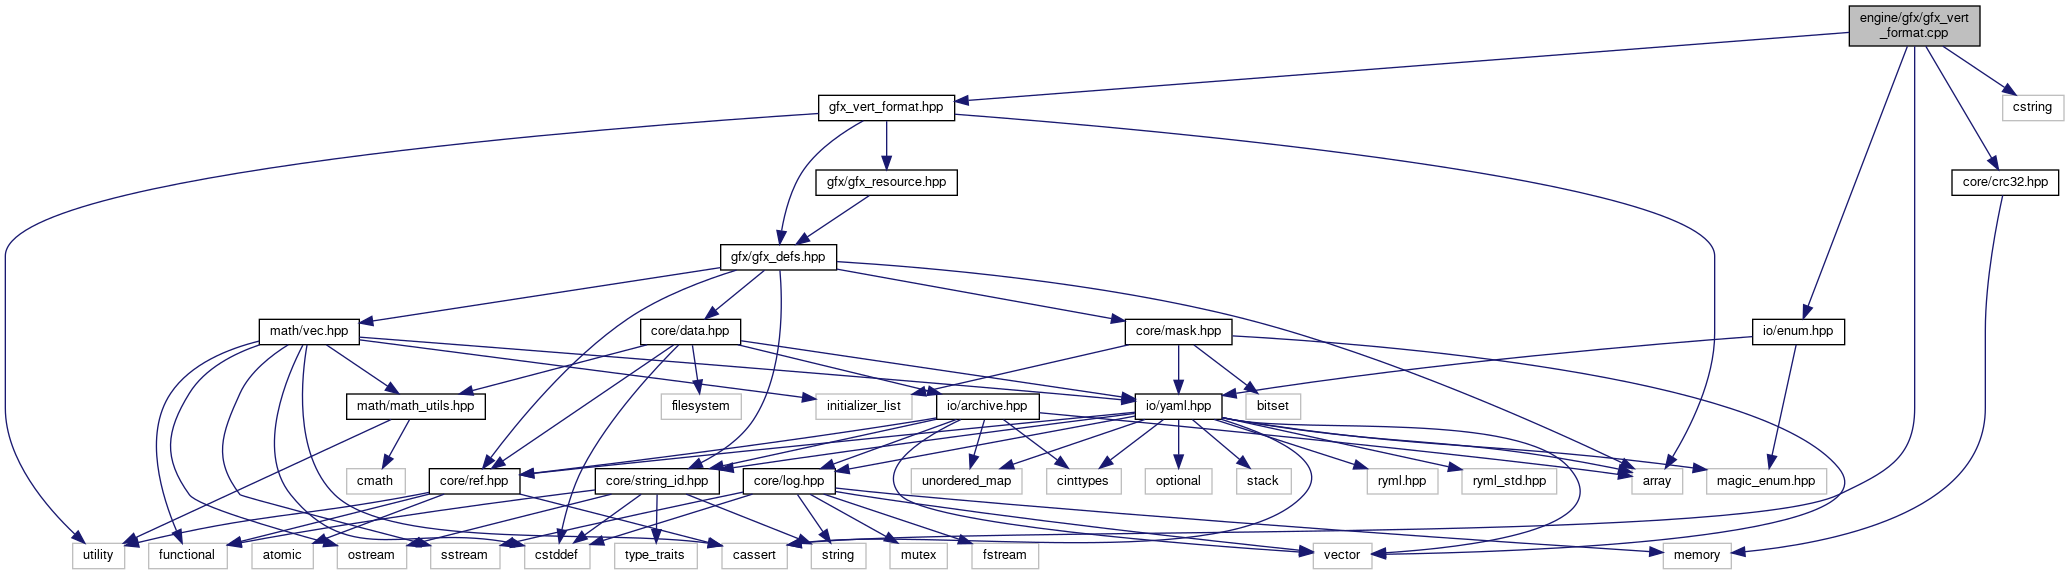 engine/gfx/gfx_vert
_format.cpp
gfx_vert_format.hpp
cstring
gfx/gfx_resource.hpp
core/crc32.hpp
gfx/gfx_defs.hpp
math/vec.hpp
core/data.hpp
core/mask.hpp
io/enum.hpp
math/math_utils.hpp
filesystem
initializer_list
io/archive.hpp
io/yaml.hpp
bitset
cmath
core/ref.hpp
core/string_id.hpp
core/log.hpp
unordered_map
cinttypes
optional
stack
ryml.hpp
ryml_std.hpp
array
magic_enum.hpp
utility
functional
atomic
ostream
sstream
cstddef
type_traits
cassert
string
mutex
fstream
vector
memory